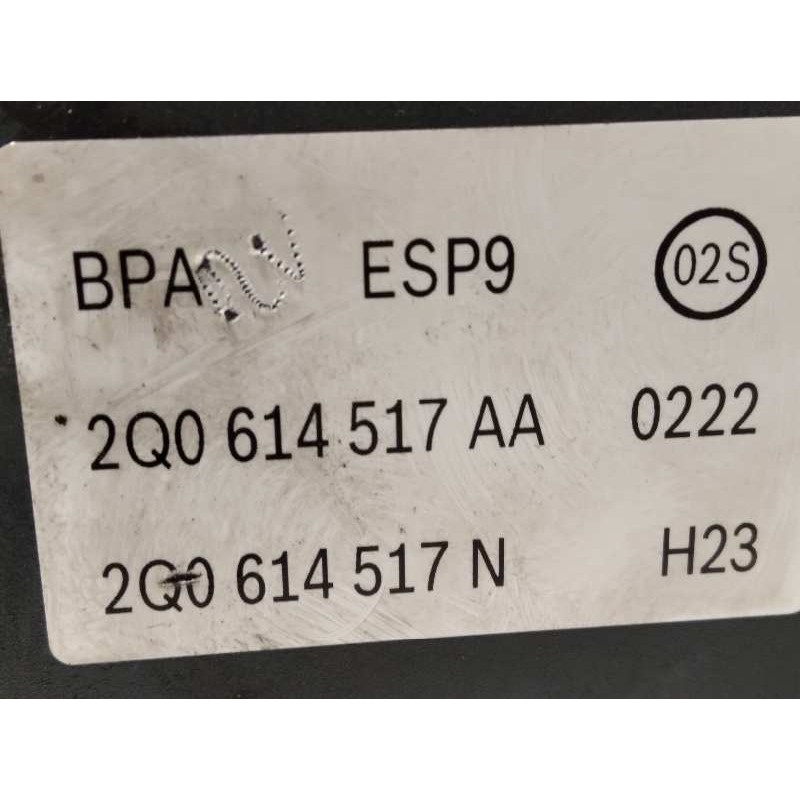 BPA ESP9 02S
2Q0 614 517 AA 0222
2Q0 614 517 N H23